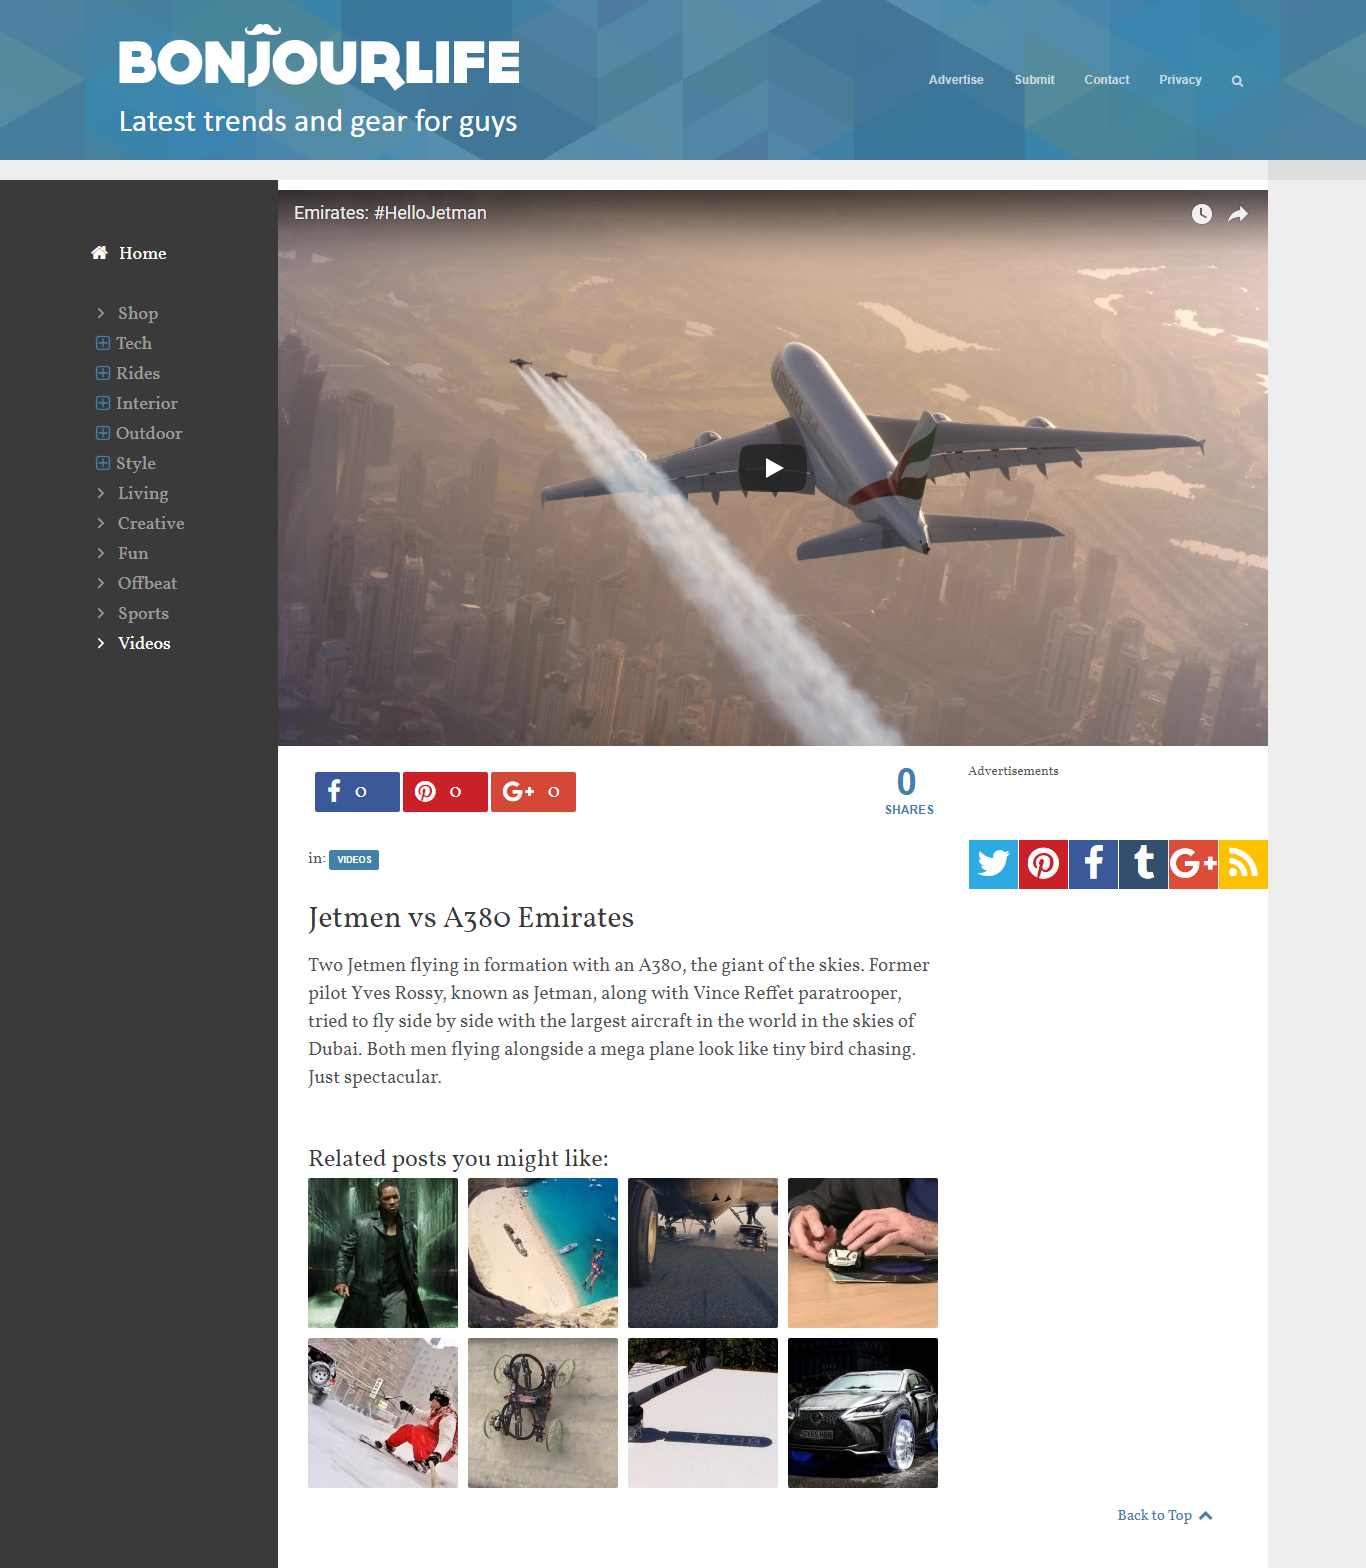 BONJOURLIFE
Latest trends and gear for guys
Advertise Submit Contact Privacy
Emirates: #HelloJetman
Home
Shop
Tech
Rides
Interior
Outdoor
Style
Living
Creative
Fun
Offbeat
Sports
Videos
Emirates
0 0 0
0
SHARES
Advertisements
in: VIDEOS
Jetmen vs A380 Emirates
Two Jetmen flying in formation with an A380, the giant of the skies. Former
pilot Yves Rossy, known as Jetman, along with Vince Reffet paratrooper,
tried to fly side by side with the largest aircraft in the world in the skies of
Dubai. Both men flying alongside a mega plane look like tiny bird chasing.
Just spectacular.
Related posts you might like:
Back to Top